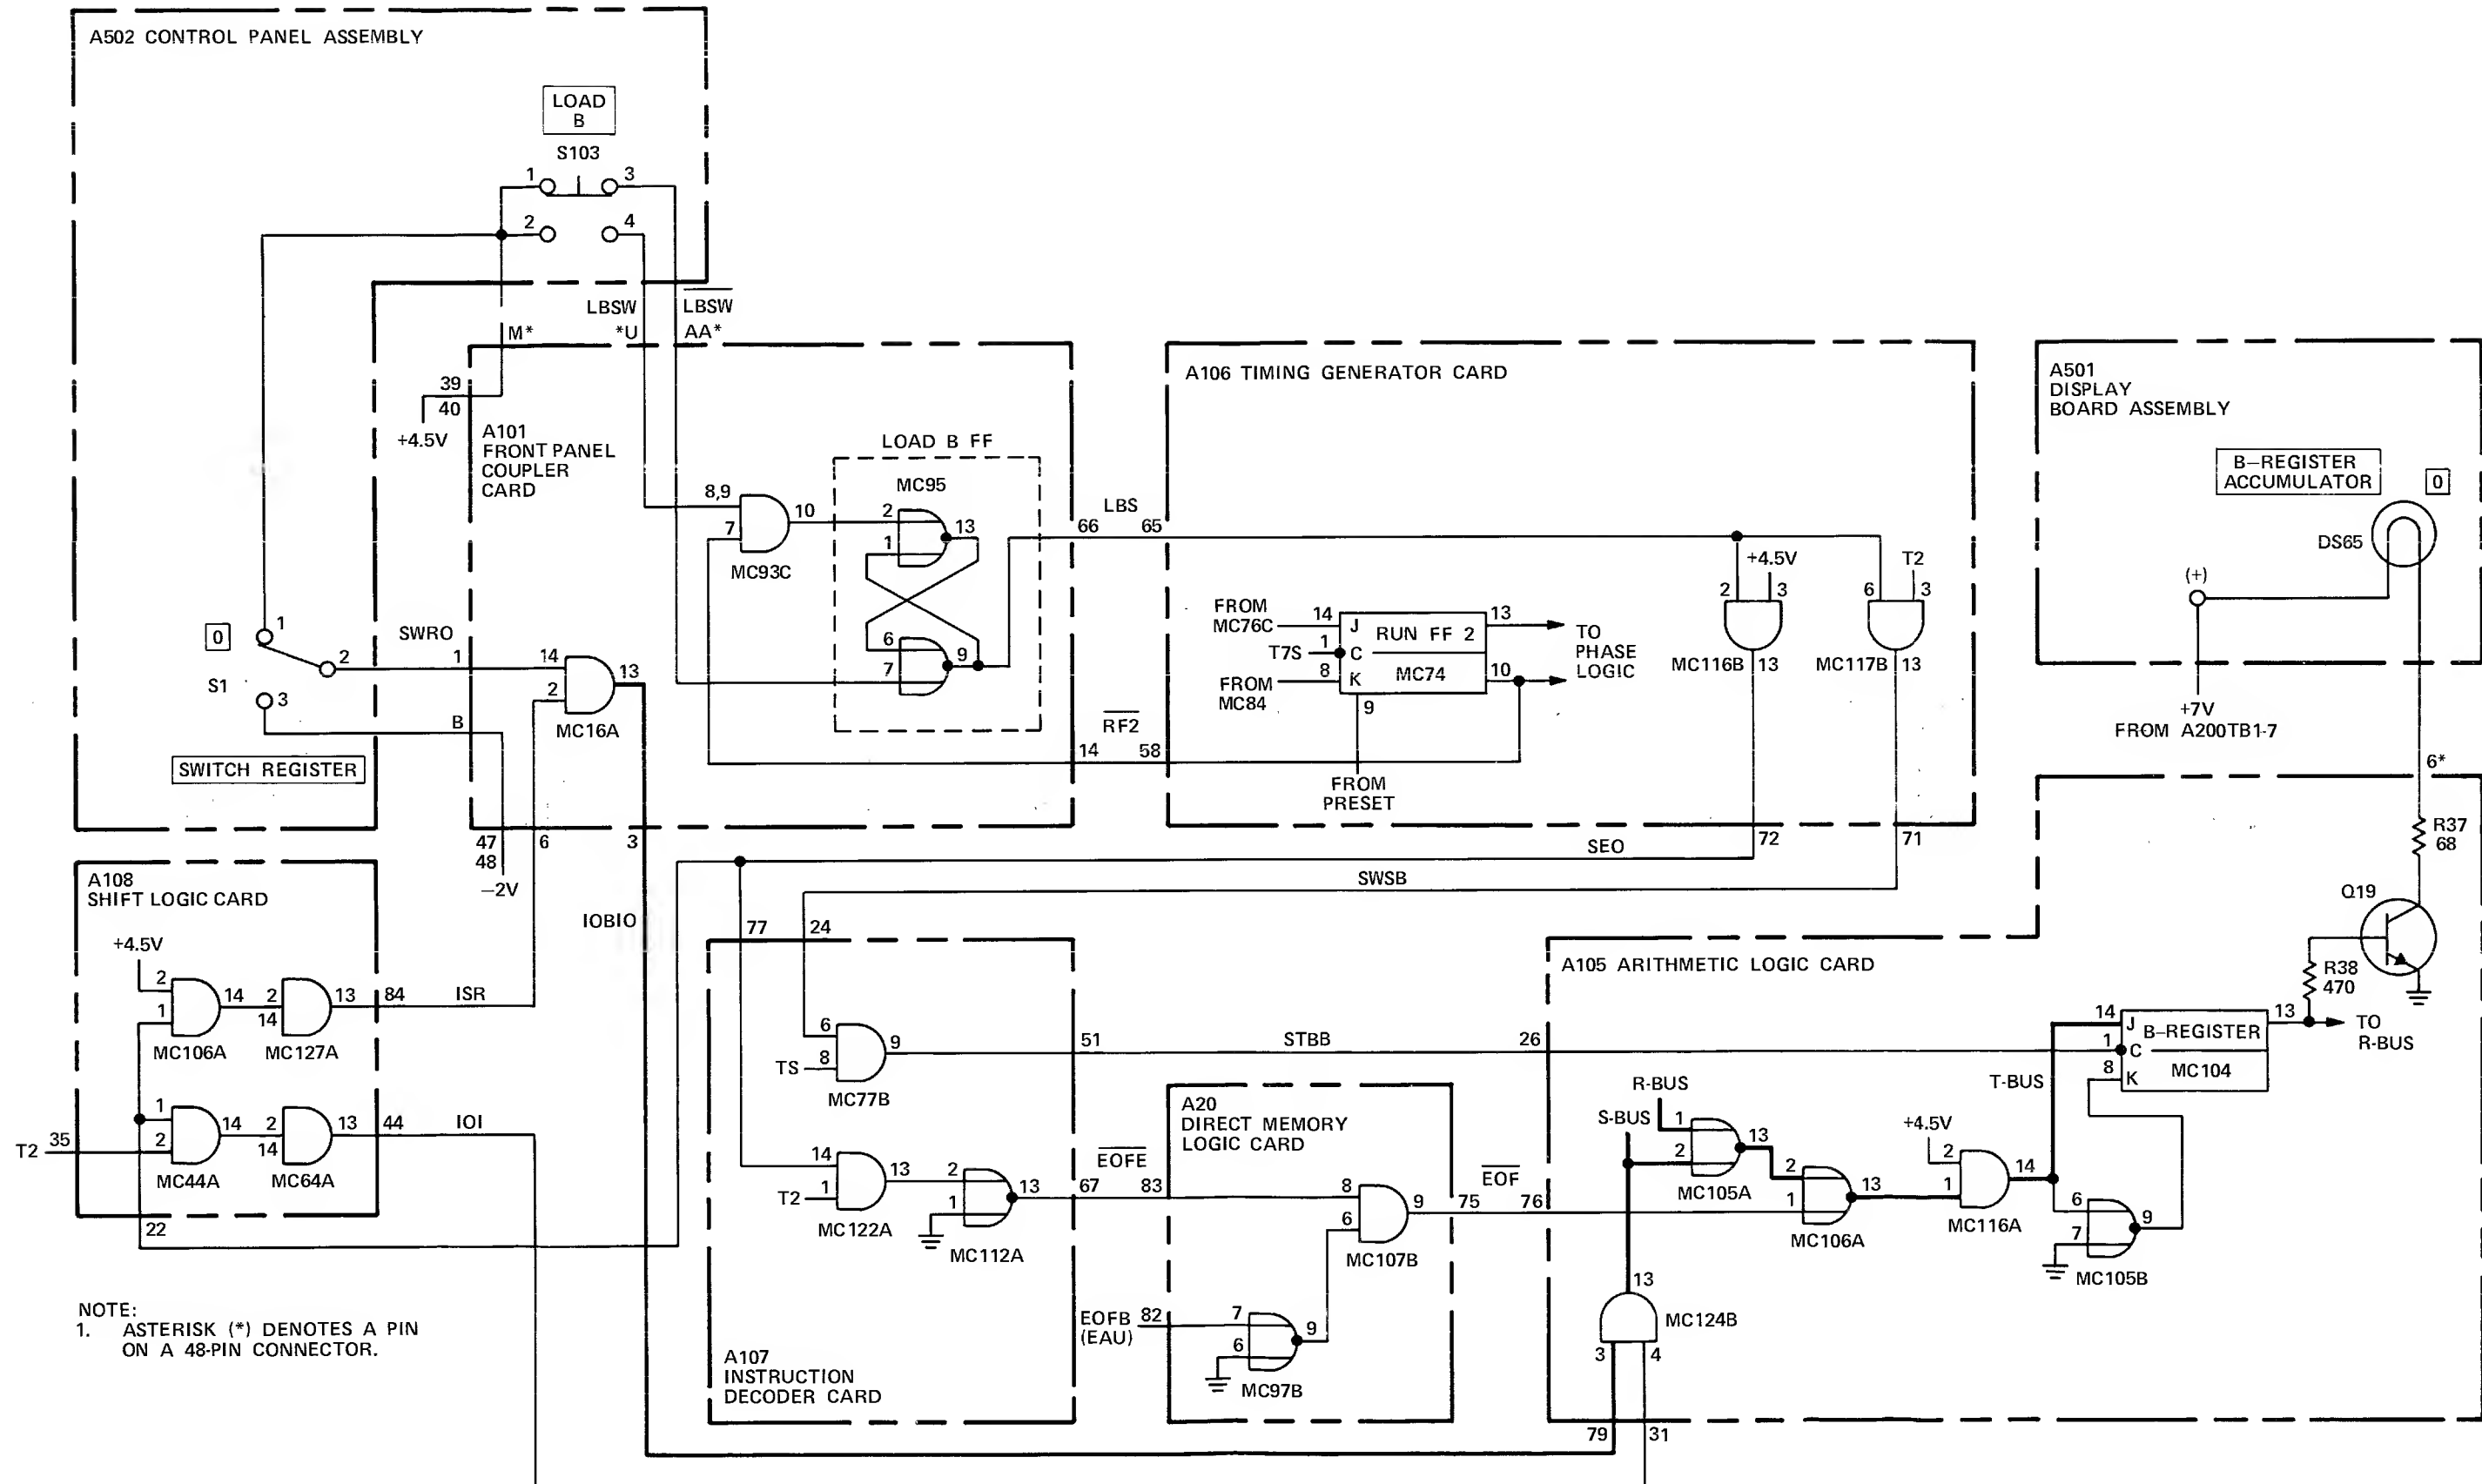 A502 CONTROL PANEL ASSEMBLY
LOAD
B
S103
1
3
2
4
LBSW
LBSW
M*
*U
AA*
39
40
+4.5V
A101
FRONT PANEL
COUPLER
CARD
LOAD B FF
MC95
8,9
7
10
MC93C
2
1
13
6
7
9
66
LBS
65
14
RF2
58
0
1
2
S1
3
SWRO
1
14
2
13
MC16A
B
SWITCH REGISTER
47
48
-2V
6
3
A106 TIMING GENERATOR CARD
FROM
MC76C
14
J
RUN FF 2
13
T7S
1
C
TO
PHASE
LOGIC
FROM
MC84
8
K
MC74
10
9
FROM
PRESET
+4.5V
2
3
MC116B
13
T2
6
3
MC117B
13
72
71
SEO
SWSB
A501
DISPLAY
BOARD ASSEMBLY
B-REGISTER
ACCUMULATOR
0
DS65
(+)
+7V
FROM A200TB1-7
6*
R37
68
Q19
R38
470
A108
SHIFT LOGIC CARD
+4.5V
2
1
14
2
14
13
84
ISR
MC106A
MC127A
1
2
14
2
14
13
44
IOI
T2
35
MC44A
MC64A
22
IOBIO
77
24
6
TS
8
9
MC77B
51
STBB
26
14
T2
1
13
MC122A
2
1
13
MC112A
67
EOFE
83
A107
INSTRUCTION
DECODER CARD
A20
DIRECT MEMORY
LOGIC CARD
8
6
9
MC107B
75
EOF
76
EOFB
(EAU)
82
7
6
9
MC97B
A105 ARITHMETIC LOGIC CARD
R-BUS
S-BUS
1
2
13
MC105A
2
1
13
MC106A
+4.5V
2
1
14
MC116A
T-BUS
14
J
B-REGISTER
13
1
C
TO
R-BUS
8
K
MC104
6
7
9
MC105B
13
MC124B
3
4
79
31
NOTE:
1. ASTERISK (*) DENOTES A PIN
ON A 48-PIN CONNECTOR.